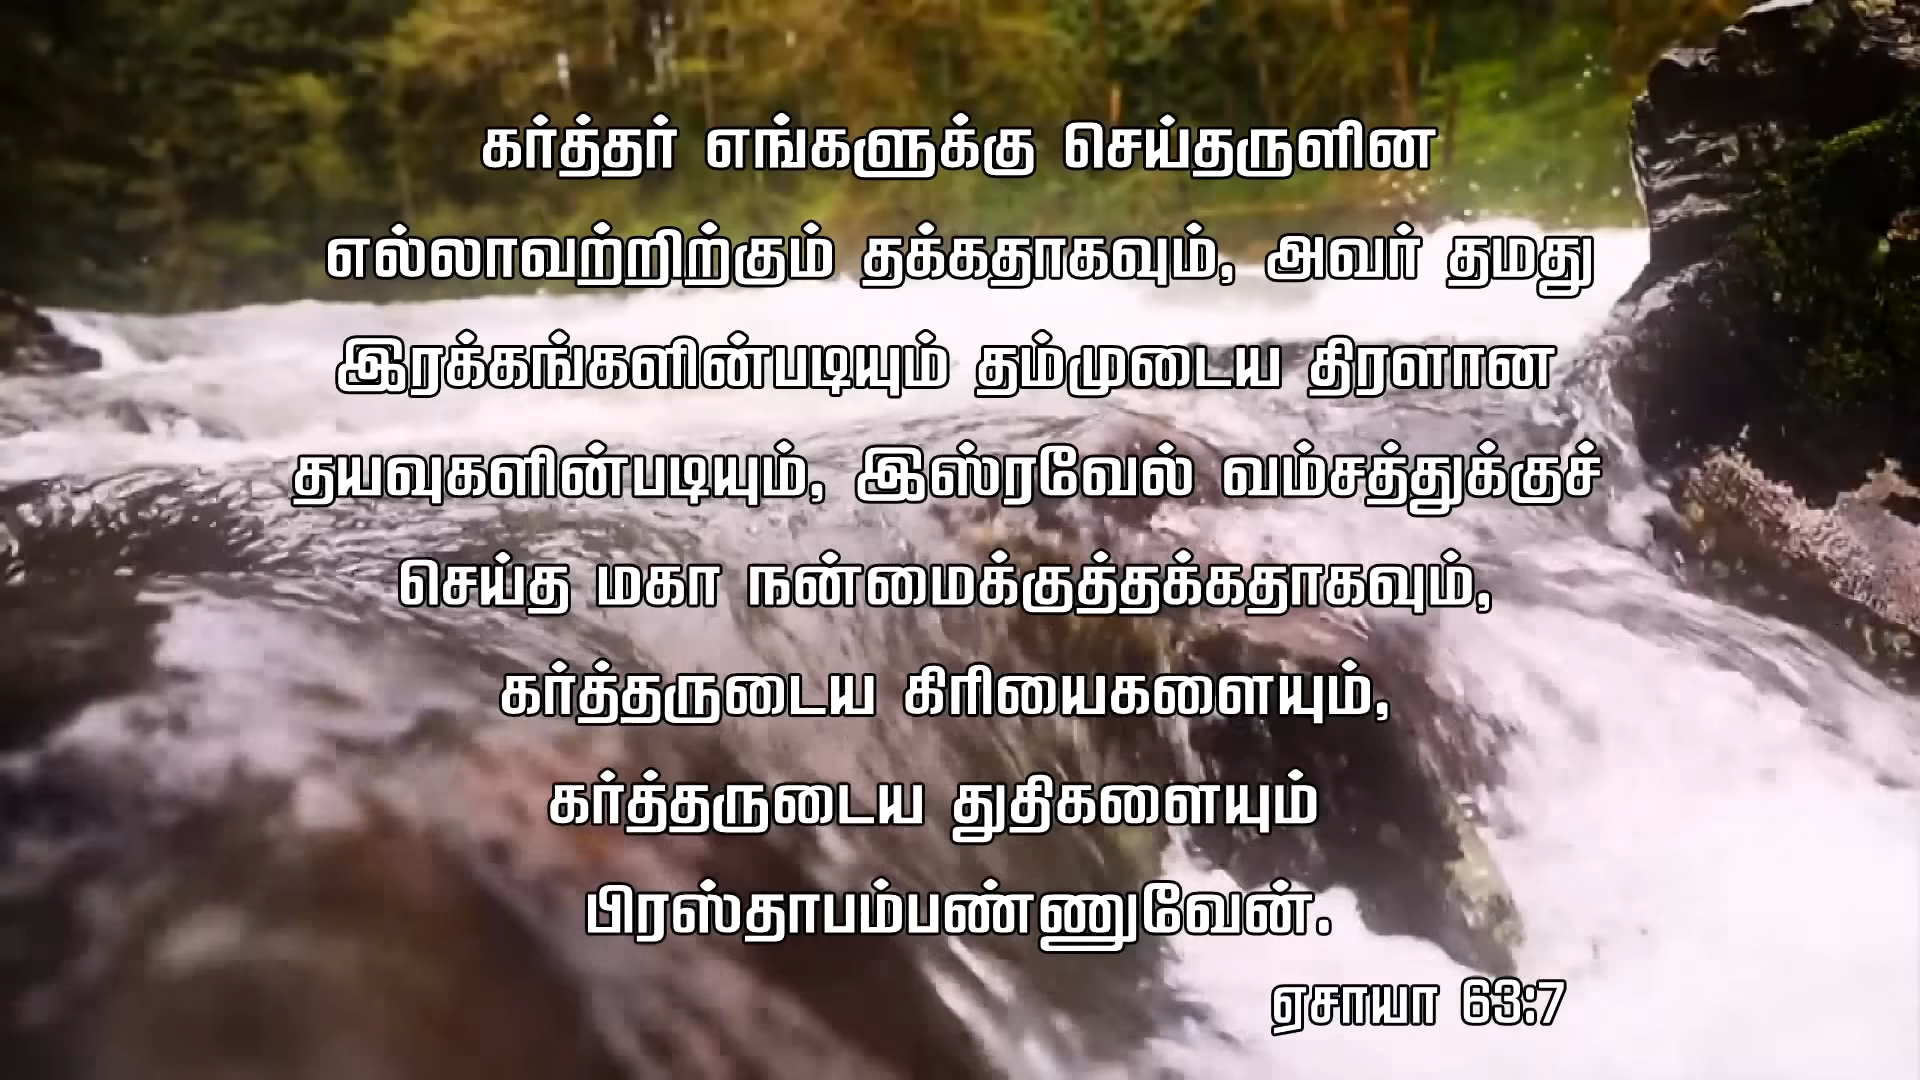 கர்த்தர் எங்களுக்கு செய்தருளின
எல்லாவற்றிற்கும் தக்கதாகவும், அவர் தமது
இரக்கங்களின்படியும் தம்முடைய திரளான
தயவுகளின்படியும், இஸ்ரவேல் வம்சத்துக்குச்
செய்த மகா நன்மைக்குத்தக்கதாகவும்,
கர்த்தருடைய கிரியைகளையும்,
கர்த்தருடைய துதிகளையும்
பிரஸ்தாபம்பண்ணுவேன்.
ஏசாயா 63:7